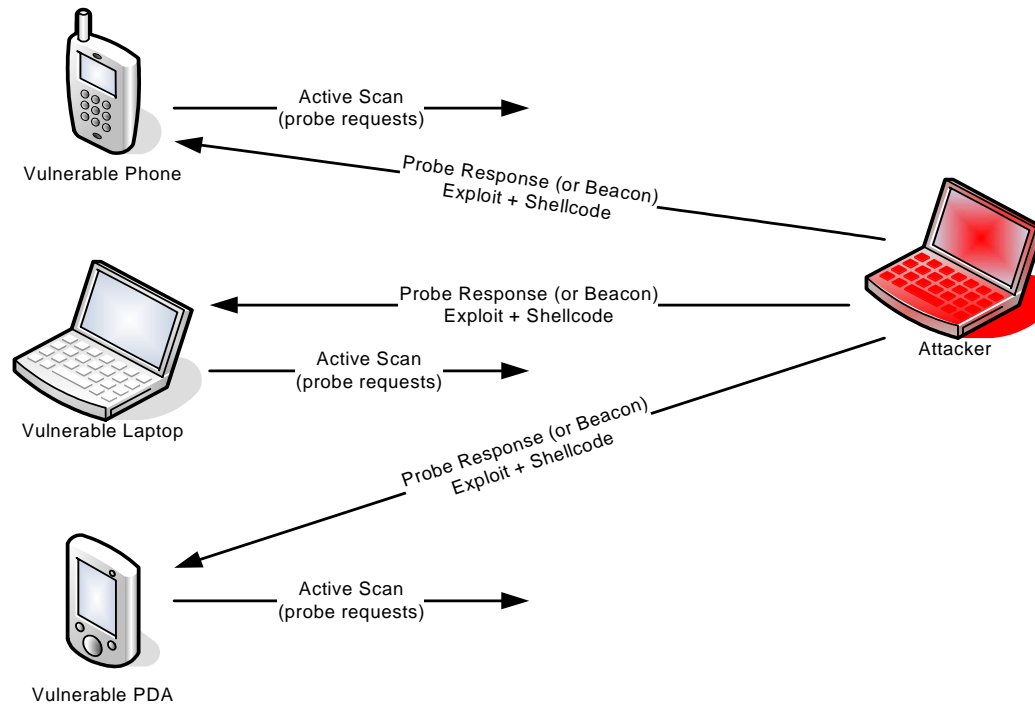 Active Scan
(probe requests)
Vulnerable Phone
Probe Response (or Beacon)
Exploit + Shellcode
Probe Response (or Beacon)
Exploit + Shellcode
Attacker
Active Scan
(probe requests)
Vulnerable Laptop
Probe Response (or Beacon)
Exploit + Shellcode
Active Scan
(probe requests)
Vulnerable PDA